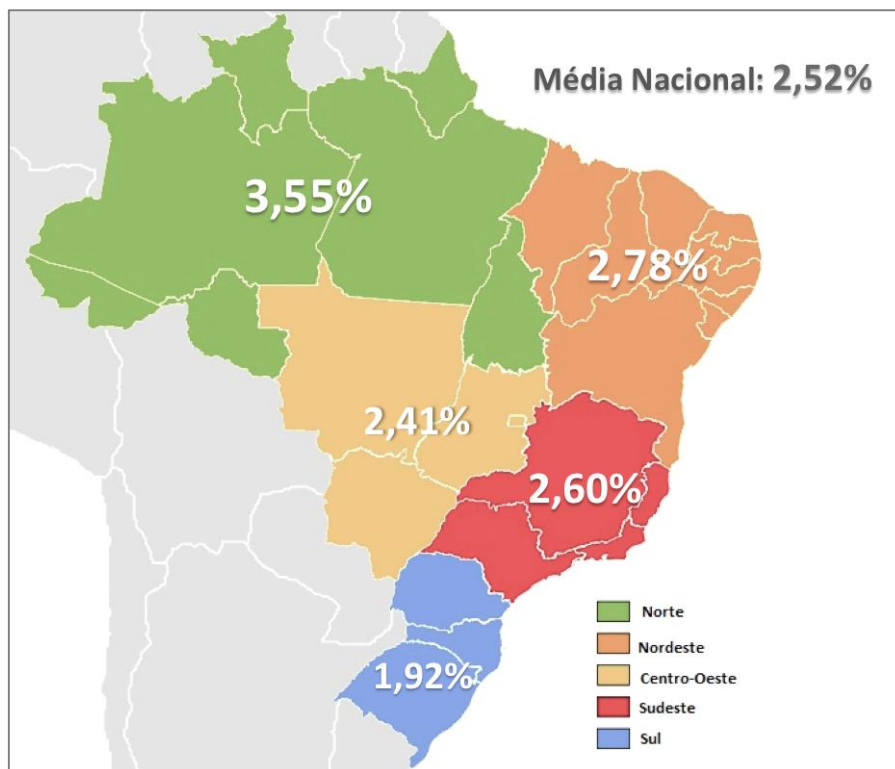 Média Nacional: 2,52%
3,55%
2,78%
2,41%
2,60%
1,92%
Norte
Nordeste
Centro-Oeste
Sudeste
Sul